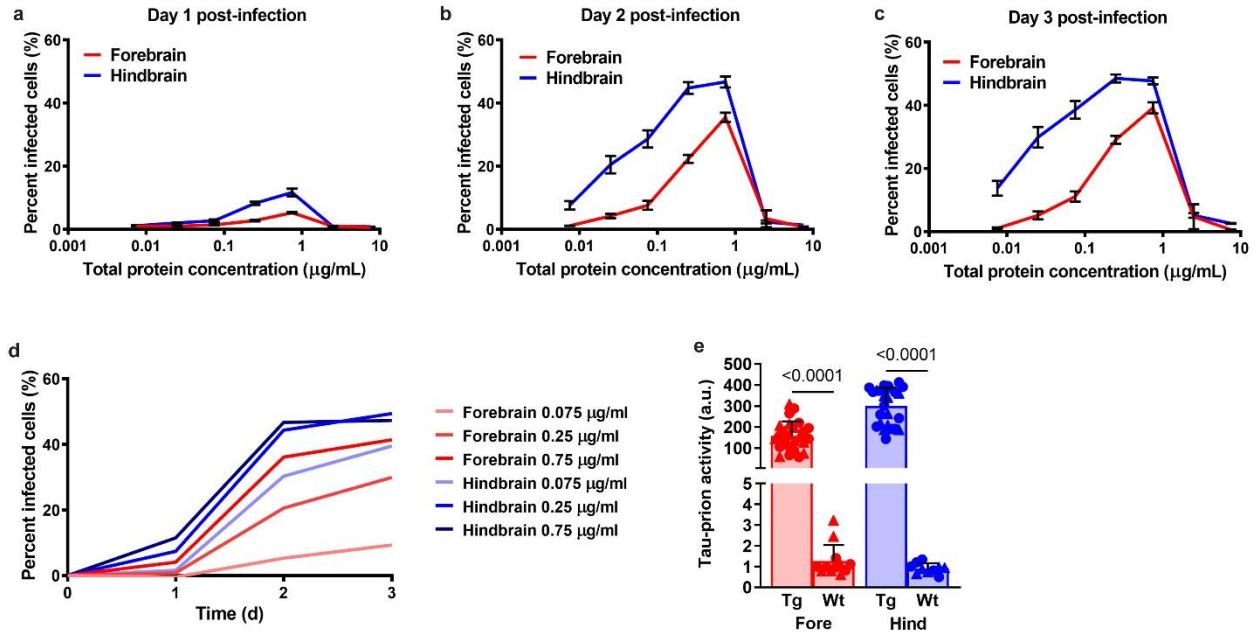 a
Day 1 post-infection
Percent infected cells (%)
60
40
20
0
0.001
0.01
0.1
1
10
Total protein concentration (μg/mL)
Forebrain
Hindbrain
b
Day 2 post-infection
Percent infected cells (%)
60
40
20
0
0.001
0.01
0.1
1
10
Total protein concentration (μg/mL)
Forebrain
Hindbrain
c
Day 3 post-infection
Percent infected cells (%)
60
40
20
0
0.001
0.01
0.1
1
10
Total protein concentration (μg/mL)
Forebrain
Hindbrain
d
Percent infected cells (%)
60
40
20
0
0
1
2
3
Time (d)
Forebrain 0.075 μg/ml
Forebrain 0.25 μg/ml
Forebrain 0.75 μg/ml
Hindbrain 0.075 μg/ml
Hindbrain 0.25 μg/ml
Hindbrain 0.75 μg/ml
e
Tau-prion activity (a.u.)
500
400
300
200
100
5
4
3
2
1
0
<0.0001
<0.0001
Tg
Wt
Tg
Wt
Fore
Hind